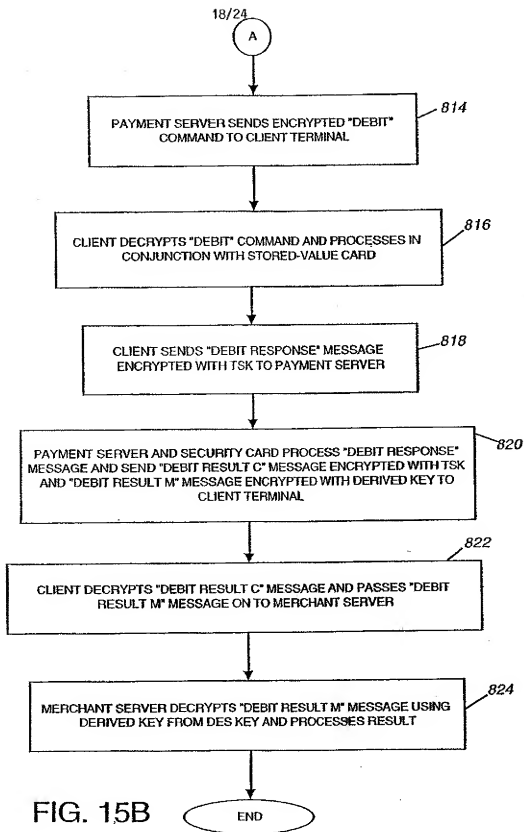 18/24
A
PAYMENT SERVER SENDS ENCRYPTED "DEBIT"
COMMAND TO CLIENT TERMINAL
814
CLIENT DECRYPTS "DEBIT" COMMAND AND PROCESSES IN
CONJUNCTION WITH STORED-VALUE CARD
816
CLIENT SENDS "DEBIT RESPONSE" MESSAGE
ENCRYPTED WITH TSK TO PAYMENT SERVER
818
PAYMENT SERVER AND SECURITY CARD PROCESS "DEBIT RESPONSE"
MESSAGE AND SEND "DEBIT RESULT C" MESSAGE ENCRYPTED WITH TSK
AND "DEBIT RESULT M" MESSAGE ENCRYPTED WITH DERIVED KEY TO
CLIENT TERMINAL
820
822
CLIENT DECRYPTS "DEBIT RESULT C" MESSAGE AND PASSES "DEBIT
RESULT M" MESSAGE ON TO MERCHANT SERVER
MERCHANT SERVER DECRYPTS "DEBIT RESULT M" MESSAGE USING
DERIVED KEY FROM DES KEY AND PROCESSES RESULT
824
FIG. 15B
END